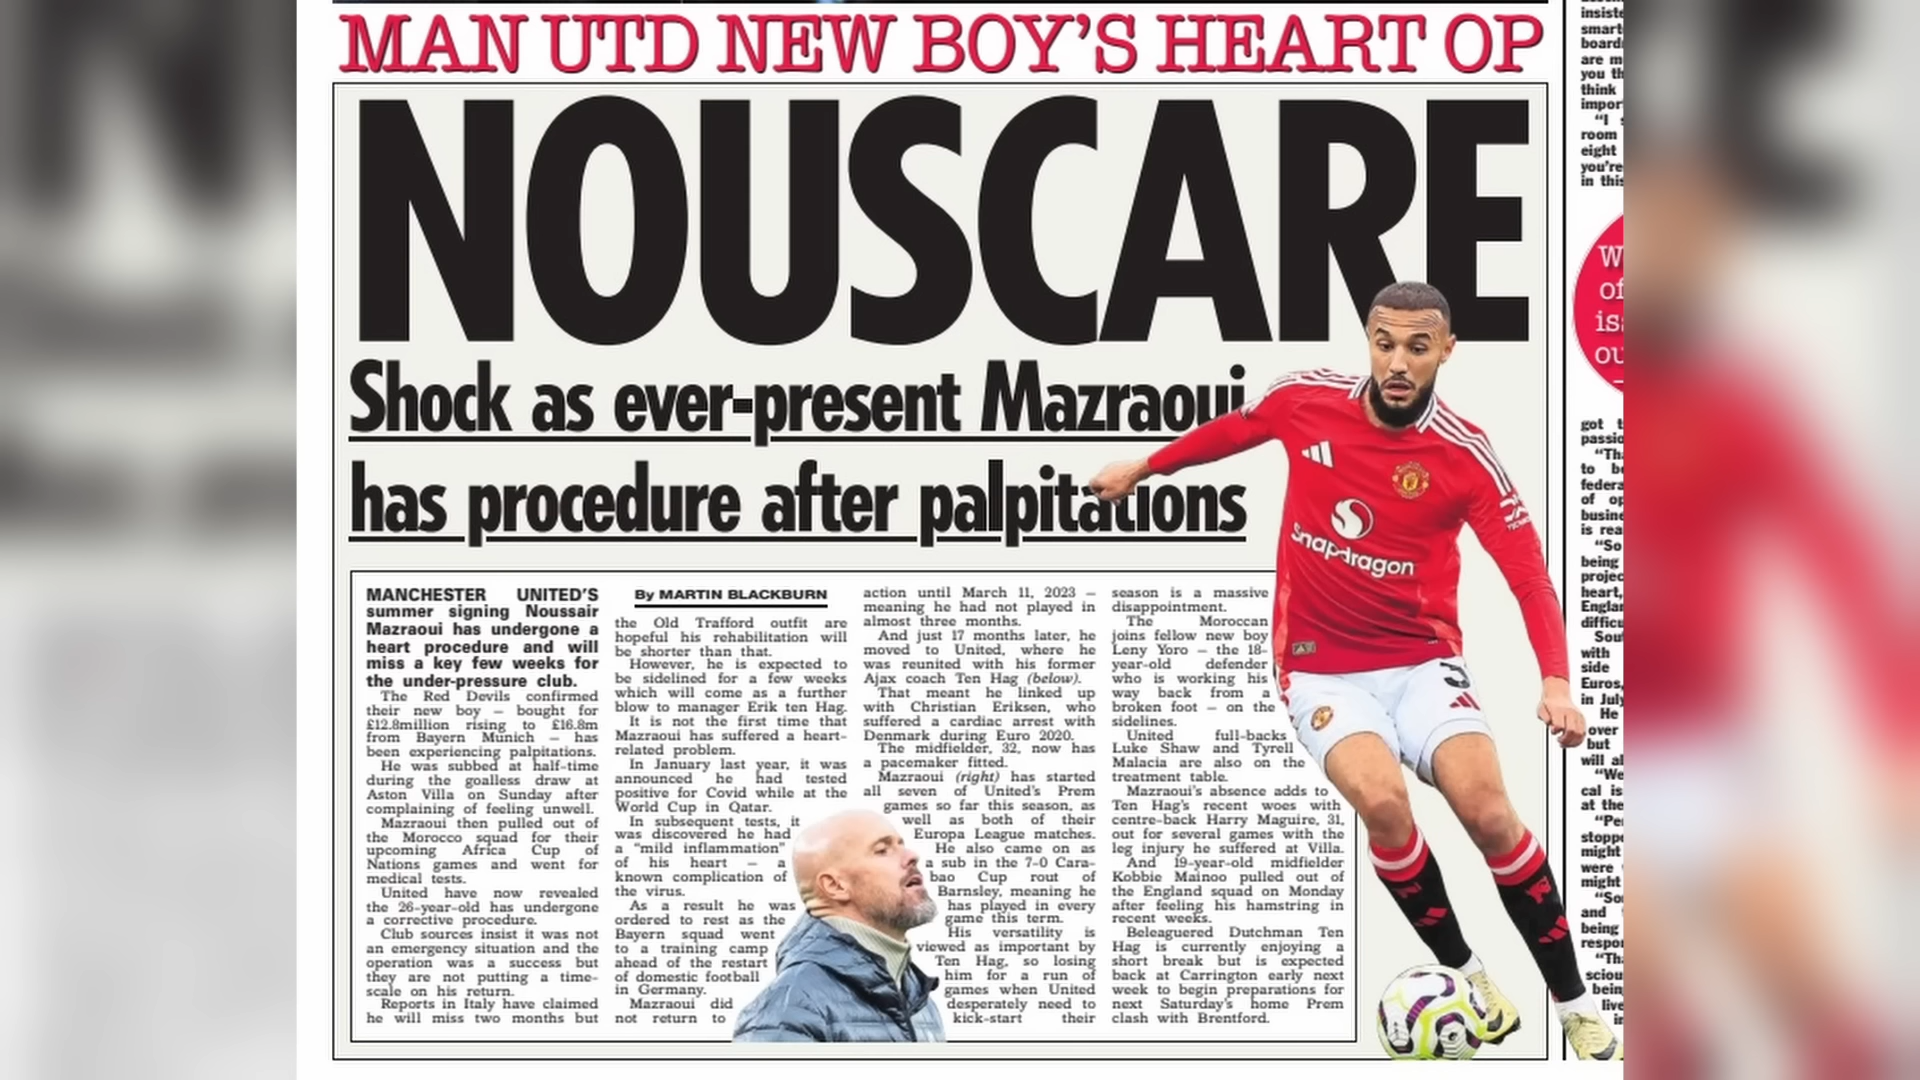 MAN UTD NEW BOY'S HEART OP
NOUSCARE
Shock as ever-present Mazraoui
has procedure after palpitations
MANCHESTER UNITED'S
summer signing Noussair
Mazraoui has undergone a
heart procedure and will
miss a key few weeks for
the under-pressure club.
The Red Devils confirmed
their new boy — bought for
£12.8million rising to £16.8m
from Bayern Munich — has
been experiencing palpitations.
He was subbed at half-time
during the goalless draw at
Aston Villa on Sunday after
complaining of feeling unwell.
Mazraoui then pulled out of
the Morocco squad for their
upcoming Africa Cup of
Nations games and went for
medical tests.
United have now revealed
the 26-year-old has undergone
a corrective procedure.
Club sources insist it was not
an emergency situation and the
operation was a success but
they are not putting a time-
scale on his return.
Reports in Italy have claimed
he will miss two months but
By MARTIN BLACKBURN
the Old Trafford outfit are
hopeful his rehabilitation will
be shorter than that.
However, he is expected to
be sidelined for a few weeks
which will come as a further
blow to manager Erik ten Hag.
It is not the first time that
Mazraoui has suffered a heart-
related problem.
In January last year, it was
announced he had tested
positive for Covid while at the
World Cup in Qatar.
In subsequent tests, it
was discovered he had
a "mild inflammation"
of his heart — a
known complication of
the virus.
As a result he was
ordered to rest as the
Bayern squad went
to a training camp
ahead of the restart
of domestic football
in Germany.
Mazraoui did
not return to
action until March 11, 2023 —
meaning he had not played in
almost three months.
And just 17 months later, he
moved to United, where he
was reunited with his former
Ajax coach Ten Hag (below).
That meant he linked up
with Christian Eriksen, who
suffered a cardiac arrest with
Denmark during Euro 2020.
The midfielder, 32, now has
a pacemaker fitted.
Mazraoui (right) has started
all seven of United's Prem
games so far this season, as
well as both of their
Europa League matches.
He also came on as
a sub in the 7-0 Cara-
bao Cup rout of
Barnsley, meaning he
has played in every
game this term.
His versatility is
viewed as important by
Ten Hag, so losing
him for a run of
games when United
desperately need to
kick-start their
season is a massive
disappointment.
The Moroccan
joins fellow new boy
Leny Yoro — the 18-
year-old defender
who is working his
way back from a
broken foot — on the
sidelines.
United full-backs
Luke Shaw and Tyrell
Malacia are also on the
treatment table.
Mazraoui's absence adds to
Ten Hag's recent woes with
centre-back Harry Maguire, 31,
out for several games with the
leg injury he suffered at Villa.
And 19-year-old midfielder
Kobbie Mainoo pulled out of
the England squad on Monday
after feeling his hamstring in
recent weeks.
Beleaguered Dutchman Ten
Hag is currently enjoying a
short break but is expected
back at Carrington early next
week to begin preparations for
next Saturday's home Prem
clash with Brentford.
Snapdragon
3